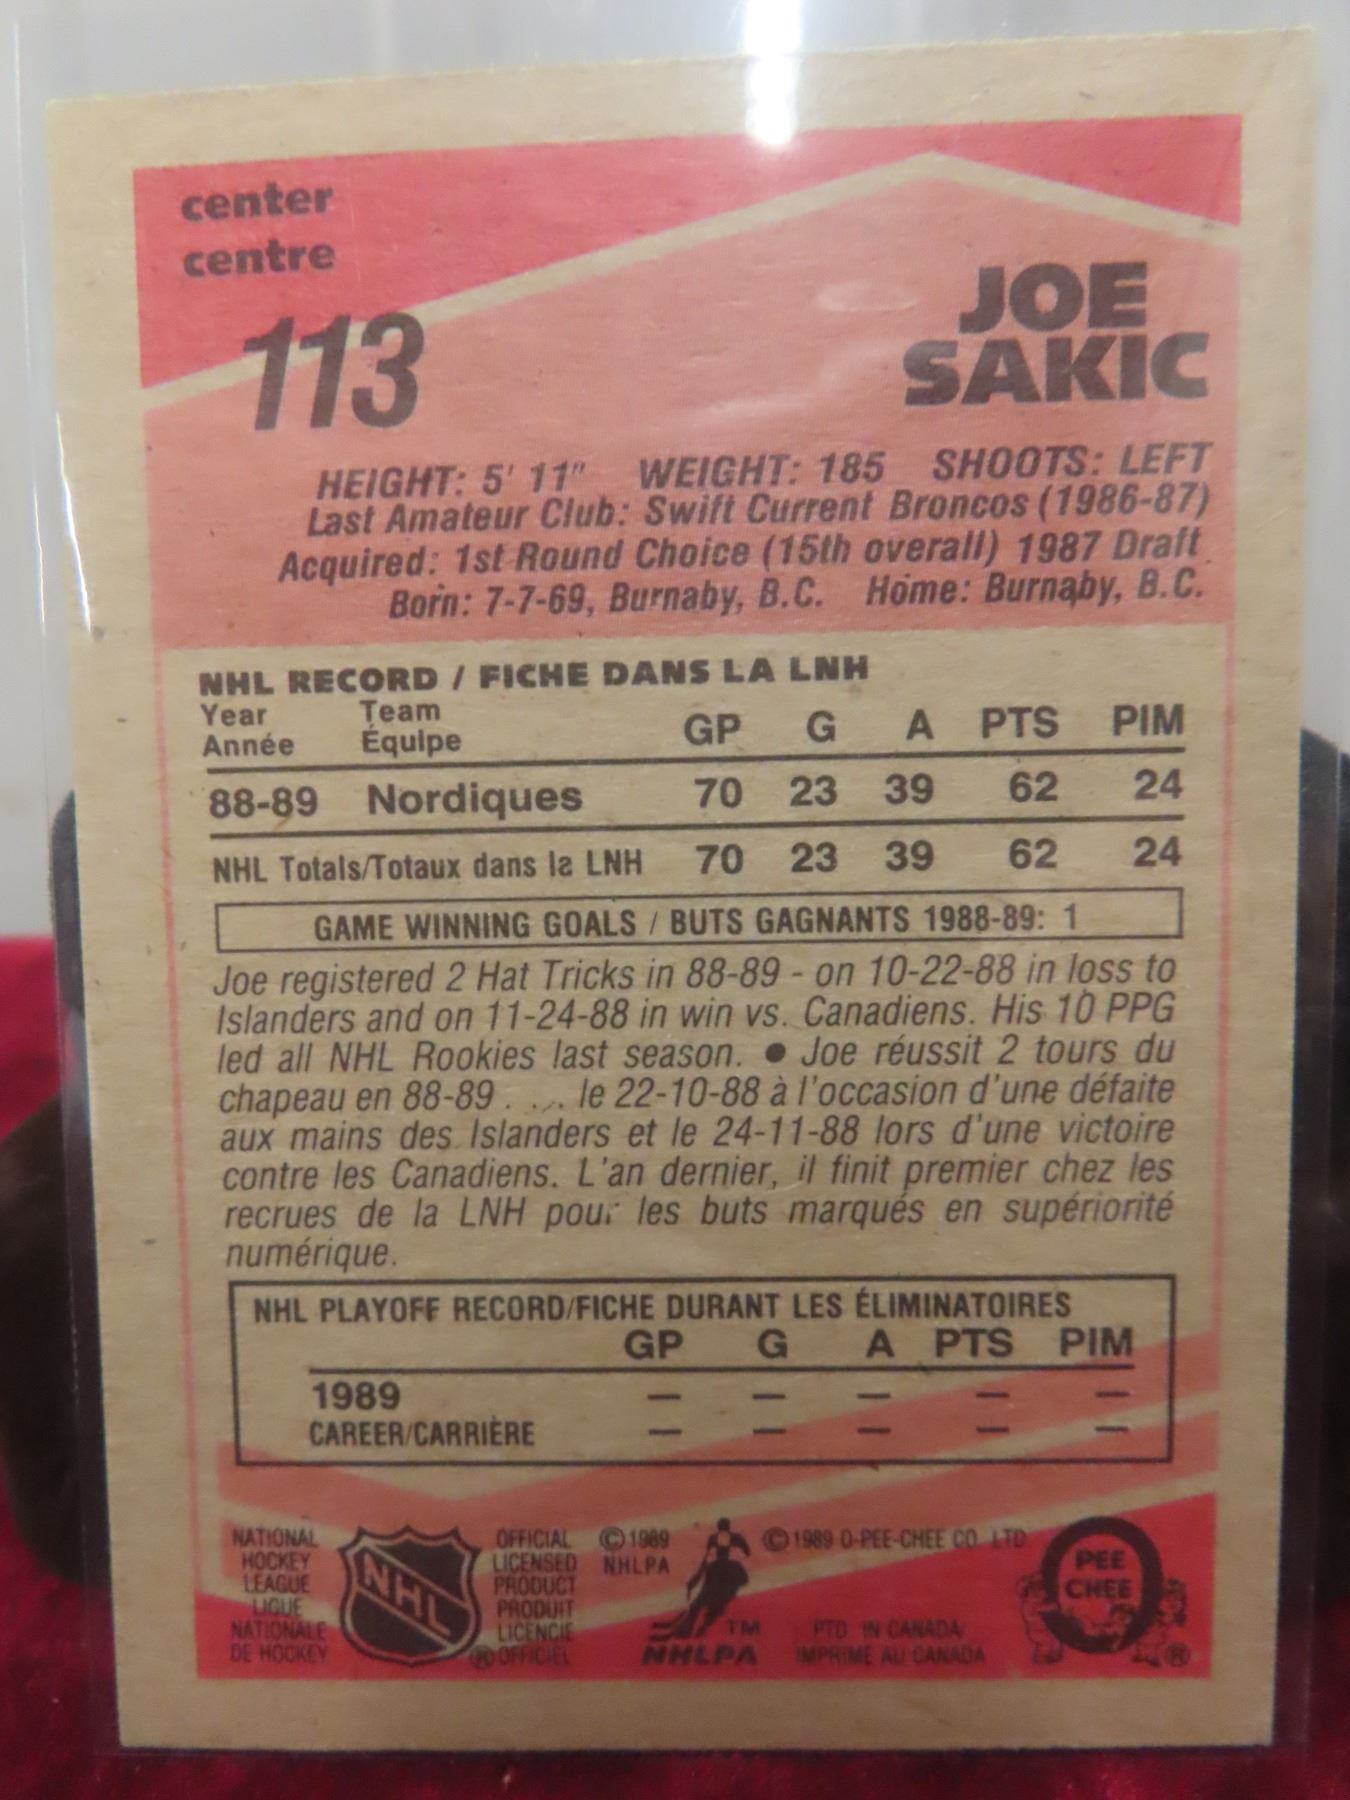 center
centre
113
JOE
SAKIC
HEIGHT: 5' 11" WEIGHT: 185 SHOOTS: LEFT
Last Amateur Club: Swift Current Broncos (1986-87)
Acquired: 1st Round Choice (15th overall) 1987 Draft
Born: 7-7-69, Burnaby, B.C. Home: Burnaby, B.C.
NHL RECORD / FICHE DANS LA LNH
Year Team GP G A PTS PIM
Année Équipe
88-89 Nordiques 70 23 39 62 24
NHL Totals/Totaux dans la LNH 70 23 39 62 24
GAME WINNING GOALS / BUTS GAGNANTS 1988-89: 1
Joe registered 2 Hat Tricks in 88-89 - on 10-22-88 in loss to
Islanders and on 11-24-88 in win vs. Canadiens. His 10 PPG
led all NHL Rookies last season. ● Joe réussit 2 tours du
chapeau en 88-89 . . . . le 22-10-88 à l'occasion d'une défaite
aux mains des Islanders et le 24-11-88 lors d'une victoire
contre les Canadiens. L'an dernier, il finit premier chez les
recrues de la LNH pour les buts marqués en supériorité
numérique.
NHL PLAYOFF RECORD/FICHE DURANT LES ÉLIMINATOIRES
GP G A PTS PIM
1989 — — — — —
CAREER/CARRIÈRE — — — — —
NATIONAL
HOCKEY
LEAGUE
LIGUE
NATIONALE
DE HOCKEY
NHL
OFFICIAL
LICENSED
PRODUCT
PRODUIT
LICENCIE
® OFFICIEL
© 1989
NHLPA
TM
NHLPA
© 1989 O-PEE-CHEE CO. LTD
PTD. IN CANADA
IMPRIME AU CANADA
O
PEE
CHEE
®